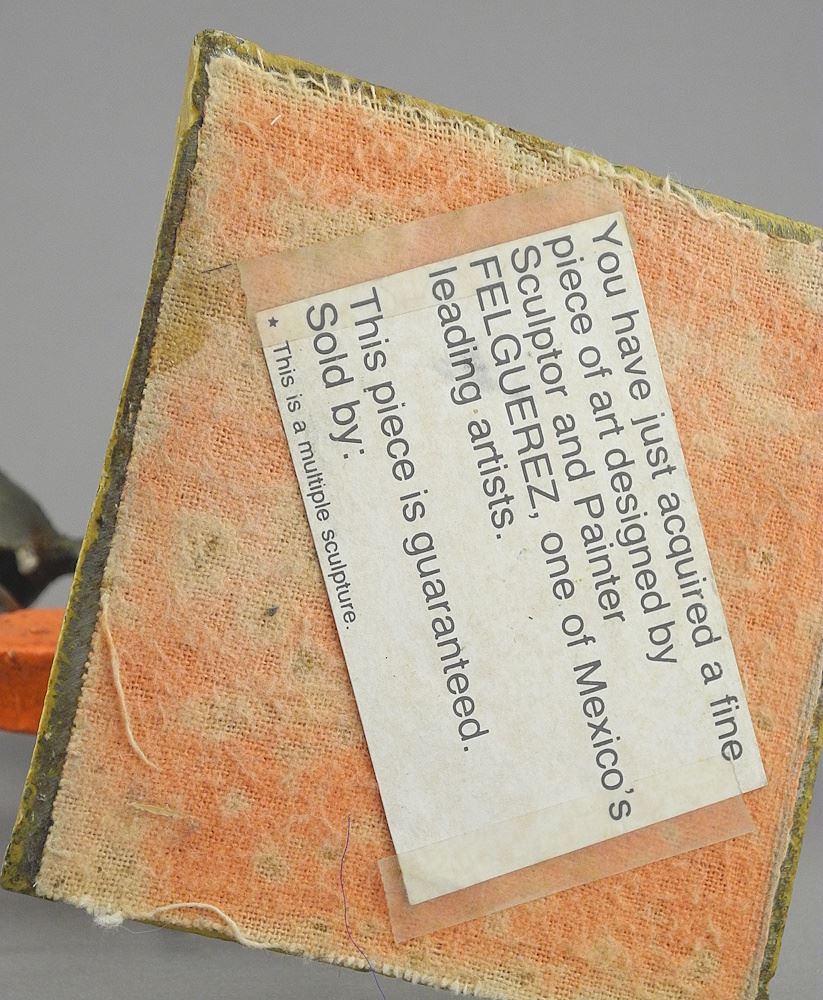 You have just acquired a fine
piece of art designed by
Sculptor and Painter
FELGUEREZ, one of Mexico's
leading artists.
This piece is guaranteed.
Sold by:
★ This is a multiple sculpture.